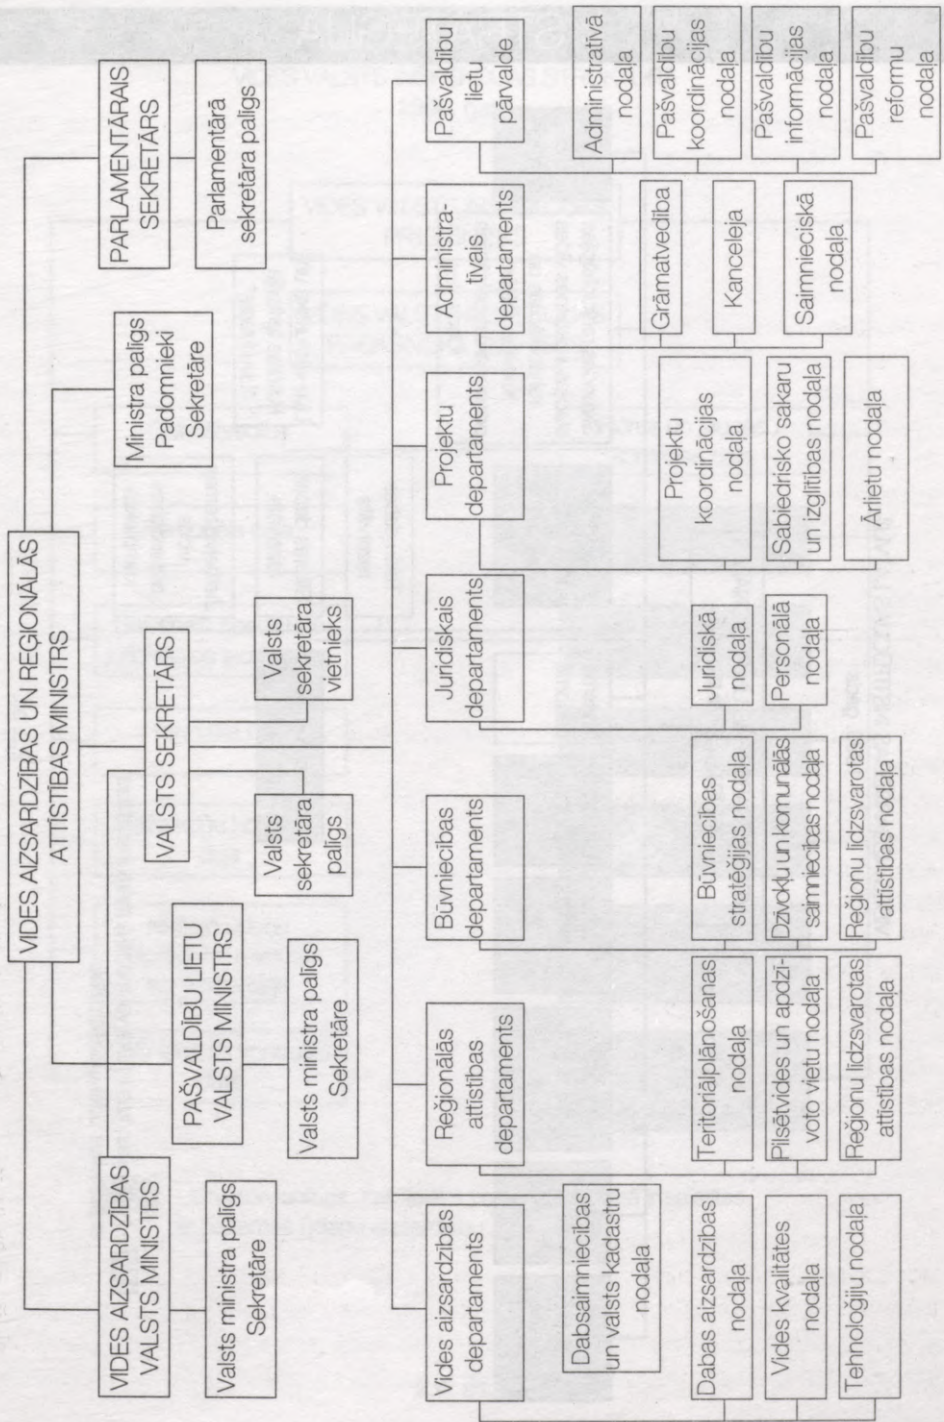 VIDES AIZSARDZĪBAS UN REĢIONĀLĀS
ATTĪSTĪBAS MINISTRS
VIDES AIZSARDZĪBAS
VALSTS MINISTRS
Valsts ministra palīgs
Sekretāre
PAŠVALDĪBU LIETU
VALSTS MINISTRS
Valsts ministra palīgs
Sekretāre
VALSTS SEKRETĀRS
Valsts
sekretāra
palīgs
Valsts
sekretāra
vietnieks
Ministra palīgs
Padomnieki
Sekretāre
PARLAMENTĀRAIS
SEKRETĀRS
Parlamentārā
sekretāra palīgs
Vides aizsardzības
departaments
Dabsaimniecības
un valsts kadastru
nodaļa
Dabas aizsardzības
nodaļa
Vides kvalitātes
nodaļa
Tehnoloģiju nodaļa
Reģionālās
attīstības
departaments
Teritoriālplānošanas
nodaļa
Pilsētvides un apdzī-
voto vietu nodaļa
Reģionu līdzsvarotas
attīstības nodaļa
Būvniecības
departaments
Būvniecības
stratēģijas nodaļa
Dzīvokļu un komunālās
saimniecības nodaļa
Reģionu līdzsvarotas
attīstības nodaļa
Juridiskais
departaments
Juridiskā
nodaļa
Personālā
nodaļa
Projektu
departaments
Projektu
koordinācijas
nodaļa
Sabiedrisko sakaru
un izglītības nodaļa
Ārlietu nodaļa
Administra-
tīvais
departaments
Grāmatvedība
Kanceleja
Saimnieciskā
nodaļa
Pašvaldību
lietu
pārvalde
Administratīvā
nodaļa
Pašvaldību
koordinācijas
nodaļa
Pašvaldību
informācijas
nodaļa
Pašvaldību
reformu
nodaļa